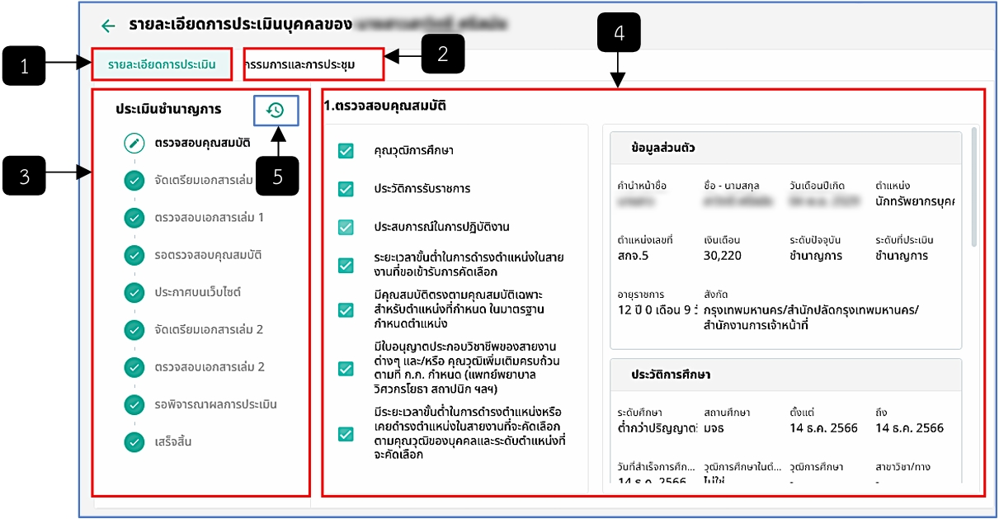 รายละเอียดการประเมินบุคคลของ
4
1
รายละเอียดการประเมิน
กรรมการและการประชุม
2
ประเมินชำนาญการ
3
5
ตรวจสอบคุณสมบัติ
จัดเตรียมเอกสารเล่ม
ตรวจสอบเอกสารเล่ม 1
รอตรวจสอบคุณสมบัติ
ประกาศบนเว็บไซต์
จัดเตรียมเอกสารเล่ม 2
ตรวจสอบเอกสารเล่ม 2
รอพิจารณาผลการประเมิน
เสร็จสิ้น
1.ตรวจสอบคุณสมบัติ
คุณวุฒิการศึกษา
ประวัติการรับราชการ
ประสบการณ์ในการปฏิบัติงาน
ระยะเวลาขั้นต่ำในการดำรงตำแหน่งในสาย
งานที่ขอเข้ารับการคัดเลือก
มีคุณสมบัติตรงตามคุณสมบัติเฉพาะ
สำหรับตำแหน่งที่กำหนด ในมาตรฐาน
กำหนดตำแหน่ง
มีใบอนุญาตประกอบวิชาชีพของสายงาน
ต่างๆ และ/หรือ คุณวุฒิเพิ่มเติมครบถ้วน
ตามที่ ก.ก. กำหนด (แพทย์พยาบาล
วิศวกรโยธา สถาปนิก ฯลฯ)
มีระยะเวลาขั้นต่ำในการดำรงตำแหน่งหรือ
เคยดำรงตำแหน่งในสายงานที่จะคัดเลือก
ตามคุณวุฒิของบุคคลและระดับตำแหน่งที่
จะคัดเลือก
ข้อมูลส่วนตัว
คำนำหน้าชื่อ ชื่อ - นามสกุล วันเดือนปีเกิด ตำแหน่ง
นักทรัพยากรบุคค
ตำแหน่งเลขที่ เงินเดือน ระดับปัจจุบัน ระดับที่ประเมิน
สกจ.5 30,220 ชำนาญการ ชำนาญการ
อายุราชการ สังกัด
12 ปี 0 เดือน 9 วั กรุงเทพมหานคร/สำนักปลัดกรุงเทพมหานคร/
สำนักงานการเจ้าหน้าที่
ประวัติการศึกษา
ระดับศึกษา สถานศึกษา ตั้งแต่ ถึง
ต่ำกว่าปริญญาตรี มจธ 14 ธ.ค. 2566 14 ธ.ค. 2566
วันที่สำเร็จการศึก... วุฒิการศึกษาในตำ... วุฒิการศึกษา สาขาวิชา/ทาง
14 ธ.ค. 2566 ไม่ใช่ - -